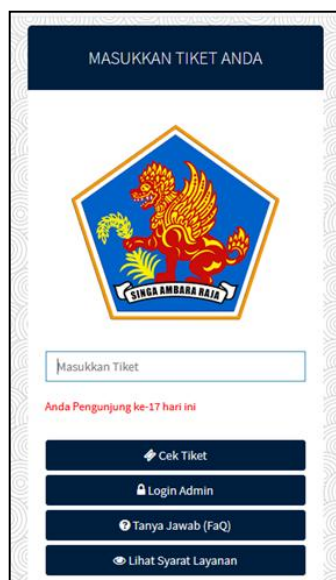 MASUKKAN TIKET ANDA
SINGA AMBARA RAJA
Masukkan Tiket
Anda Pengunjung ke-17 hari ini
Cek Tiket
Login Admin
Tanya Jawab (FaQ)
Lihat Syarat Layanan